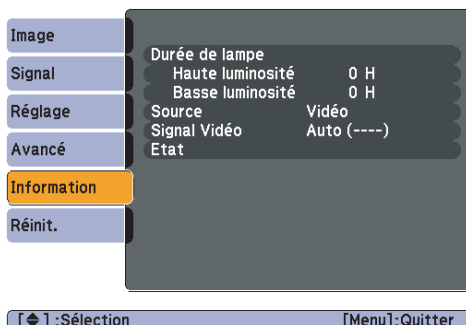 Image
Signal
Réglage
Avancé
Information
Réinit.
Durée de lampe
Haute luminosité 0 H
Basse luminosité 0 H
Source Vidéo
Signal Vidéo Auto (----)
Etat
[◆] :Sélection [Menu]:Quitter